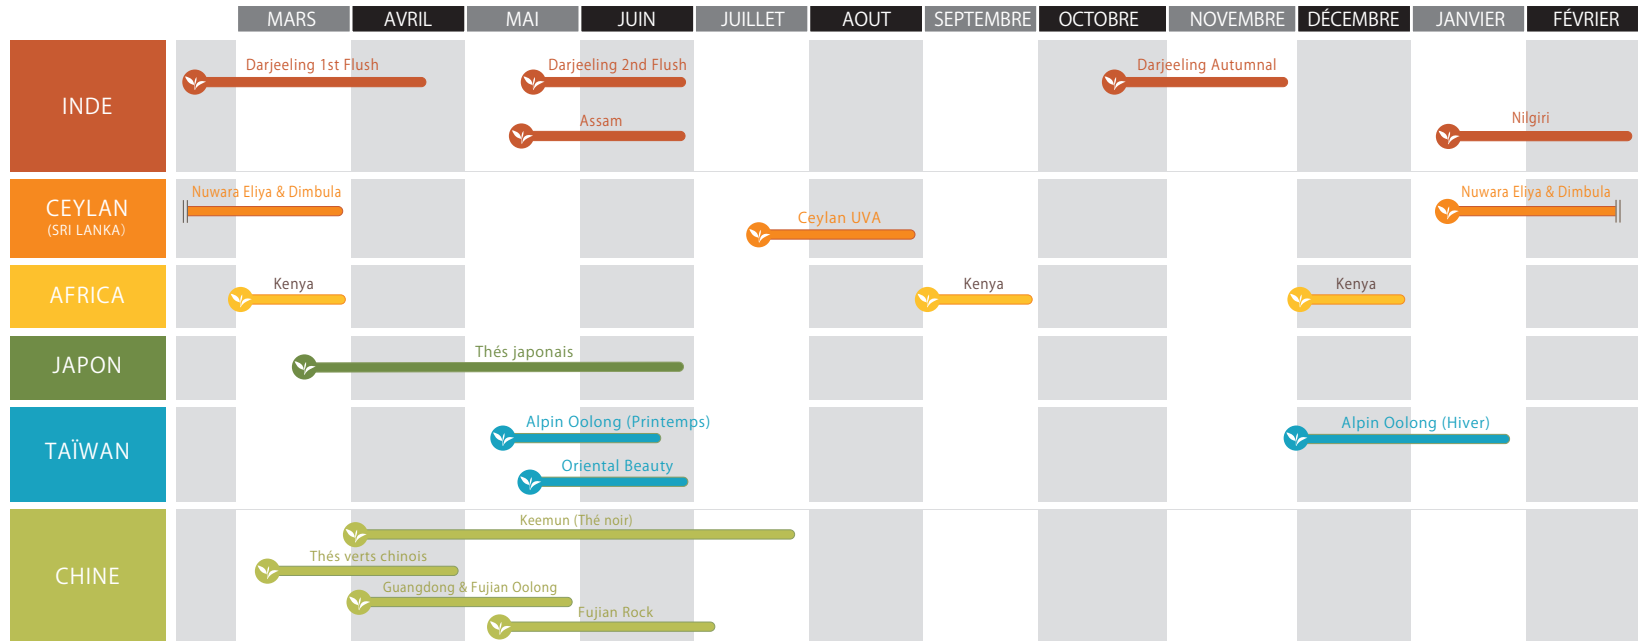 MARS AVRIL MAI JUIN JUILLET AOUT SEPTEMBRE OCTOBRE NOVEMBRE DÉCEMBRE JANVIER FÉVRIER
INDE
Darjeeling 1st Flush
Darjeeling 2nd Flush
Darjeeling Autumnal
Assam
Nilgiri
CEYLAN
(SRI LANKA)
Nuwara Eliya & Dimbula
Nuwara Eliya & Dimbula
Ceylan UVA
AFRICA
Kenya
Kenya
Kenya
JAPON
Thés japonais
TAÏWAN
Alpin Oolong (Printemps)
Alpin Oolong (Hiver)
Oriental Beauty
CHINE
Keemun (Thé noir)
Thés verts chinois
Guangdong & Fujian Oolong
Fujian Rock